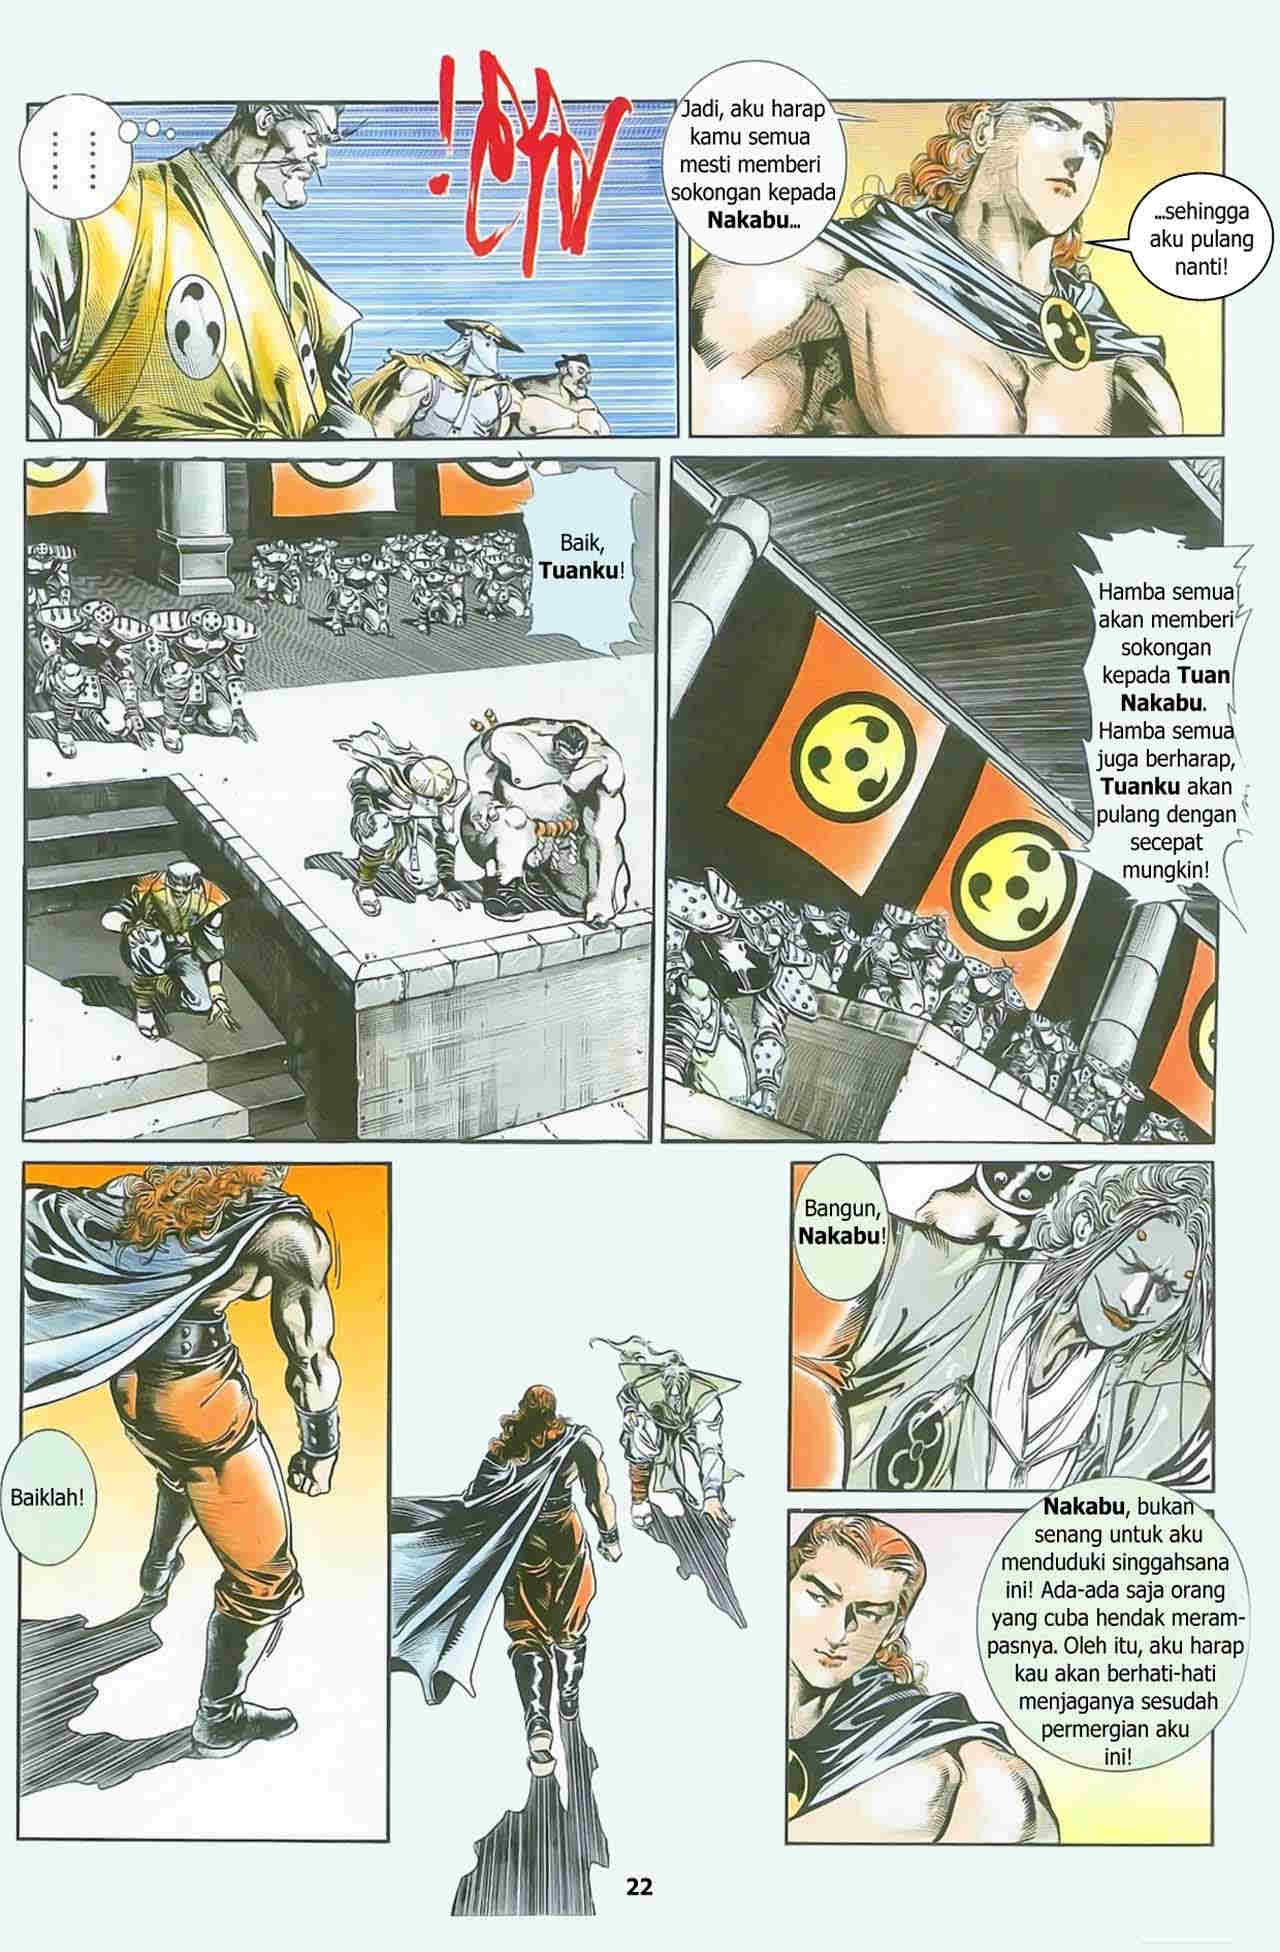 Jadi, aku harap
kamu semua
mesti memberi
sokongan kepada
Nakabu...
...sehingga
aku pulang
nanti!
Baik,
Tuanku!
Hamba semua
akan memberi
sokongan
kepada Tuan
Nakabu.
Hamba semua
juga berharap,
Tuanku akan
pulang dengan
secepat
mungkin!
Baiklah!
Bangun,
Nakabu!
Nakabu, bukan
senang untuk aku
menduduki singgahsana
ini! Ada-ada saja orang
yang cuba hendak meram-
pasnya. Oleh itu, aku harap
kau akan berhati-hati
menjaganya sesudah
permergian aku
ini!
22